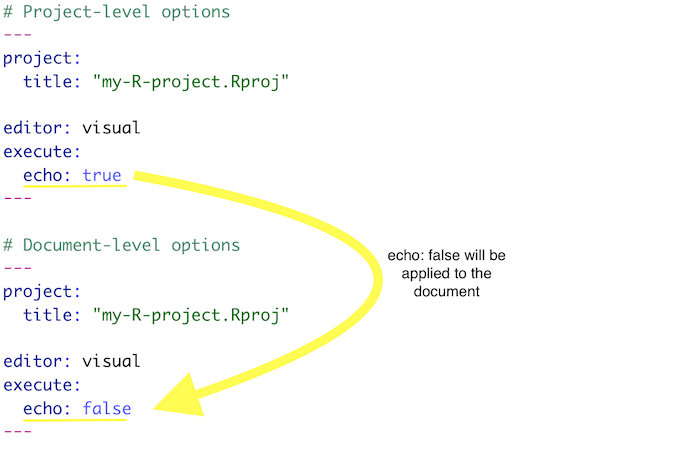 # Project-level options
---
project:
  title: "my-R-project.Rproj"
editor: visual
execute:
  echo: true
---
# Document-level options
---
project:
  title: "my-R-project.Rproj"
editor: visual
execute:
  echo: false
---
echo: false will be
applied to the
document